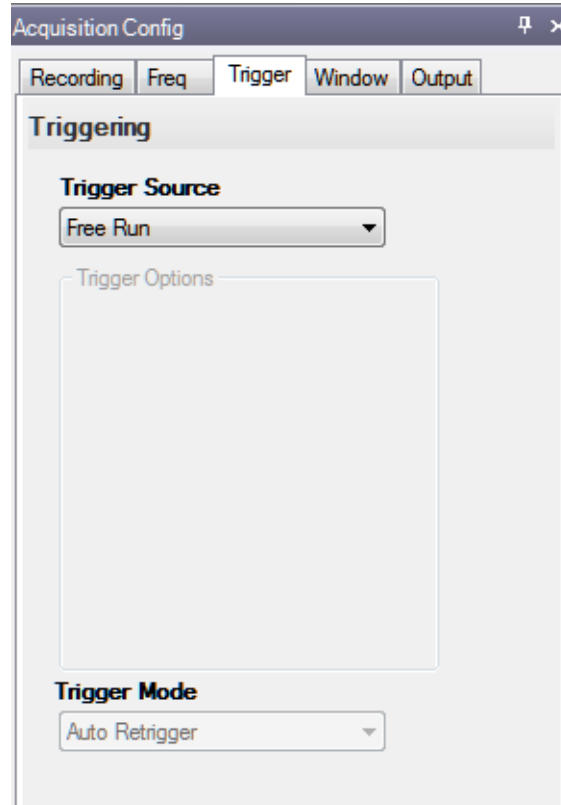 Acquisition Config
Recording Freq Trigger Window Output
Triggering
Trigger Source
Free Run
Trigger Options
Trigger Mode
Auto Retrigger